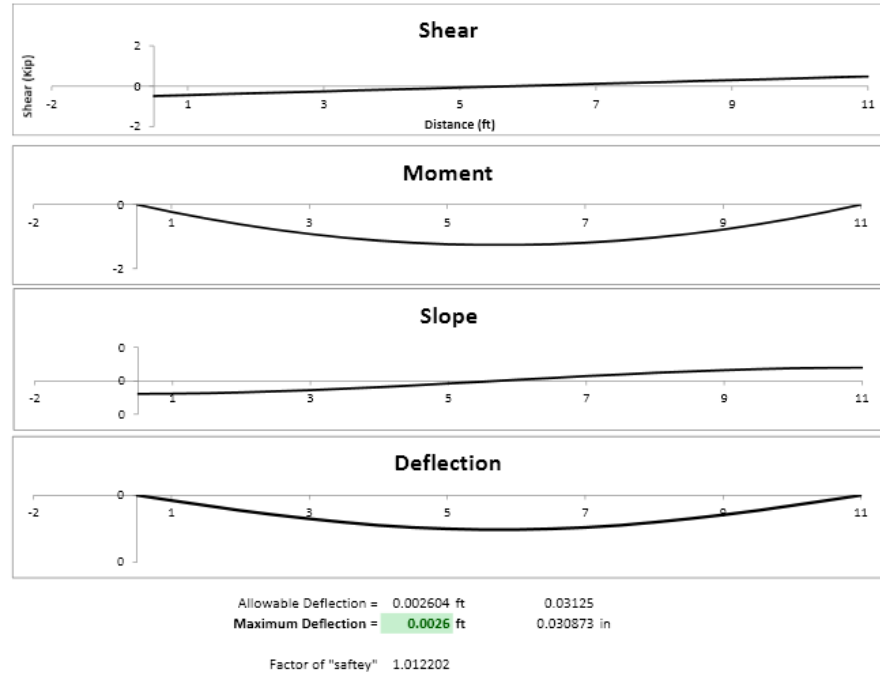 Shear
Shear (Kip)
2
0
-2
-2 1 3 5 7 9 11
Distance (ft)
Moment
0
-2
-2 1 3 5 7 9 11
Slope
0
0
0
-2 1 3 5 7 9 11
Deflection
0
0
-2 1 3 5 7 9 11
Allowable Deflection = 0.002604 ft 0.03125
Maximum Deflection = 0.0026 ft 0.030873 in
Factor of "saftey" 1.012202